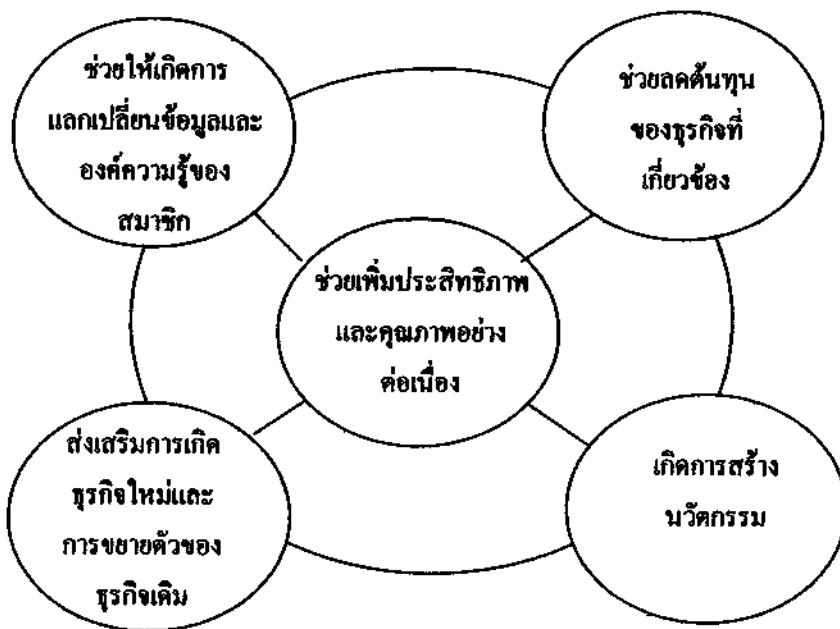 ช่วยให้เกิดการ
แลกเปลี่ยนข้อมูลและ
องค์ความรู้ของ
สมาชิก
ช่วยลดต้นทุน
ของธุรกิจที่
เกี่ยวข้อง
ช่วยเพิ่มประสิทธิภาพ
และคุณภาพอย่าง
ต่อเนื่อง
ส่งเสริมการเกิด
ธุรกิจใหม่และ
การขยายตัวของ
ธุรกิจเดิม
เกิดการสร้าง
นวัตกรรม